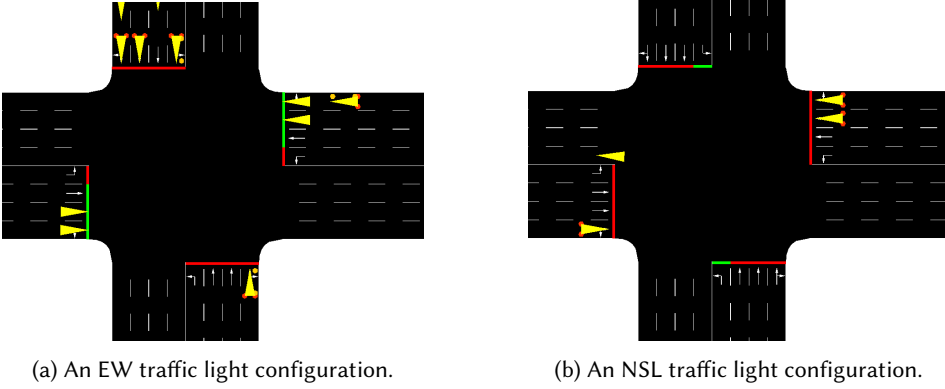 (a) An EW traffic light configuration.
(b) An NSL traffic light configuration.